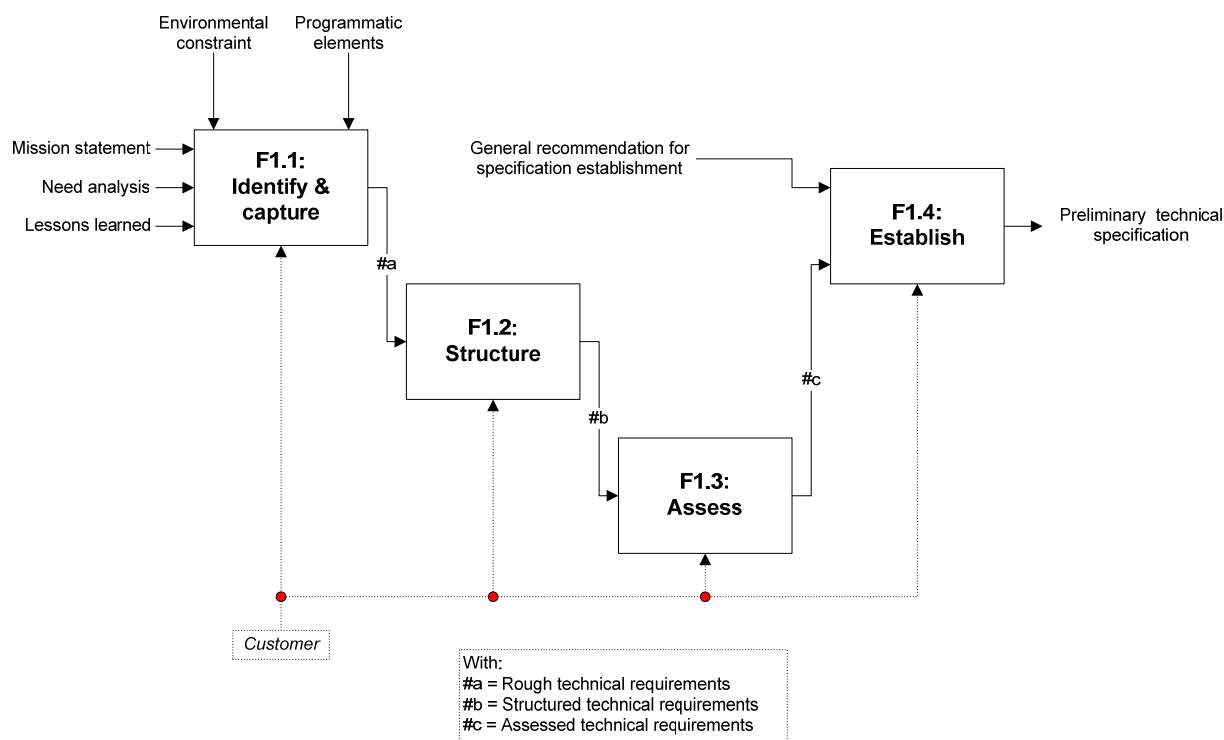 Environmental
constraint
Programmatic
elements
Mission statement
Need analysis
Lessons learned
F1.1:
Identify &
capture
General recommendation for
specification establishment
F1.4:
Establish
Preliminary technical
specification
#a
F1.2:
Structure
#c
#b
F1.3:
Assess
Customer
With:
#a = Rough technical requirements
#b = Structured technical requirements
#c = Assessed technical requirements